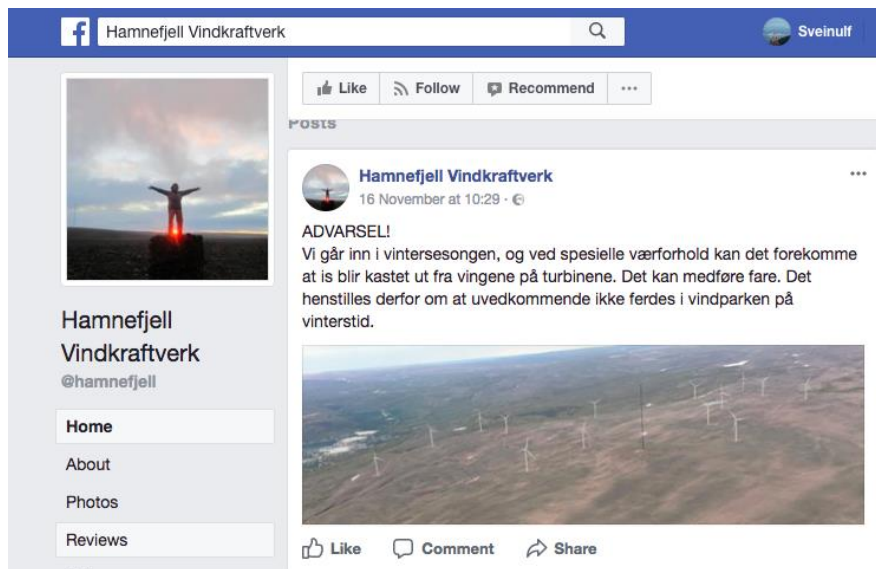 f Hamnefjell Vindkraftverk
Sveinulf
Like
Follow
Recommend
...
Posts
Hamnefjell Vindkraftverk
...
16 November at 10:29 ·
ADVARSEL!
Vi går inn i vintersesongen, og ved spesielle værforhold kan det forekomme
at is blir kastet ut fra vingene på turbinene. Det kan medføre fare. Det
henstilles derfor om at uvedkommende ikke ferdes i vindparken på
vinterstid.
Like
Comment
Share
Hamnefjell
Vindkraftverk
@hamnefjell
Home
About
Photos
Reviews